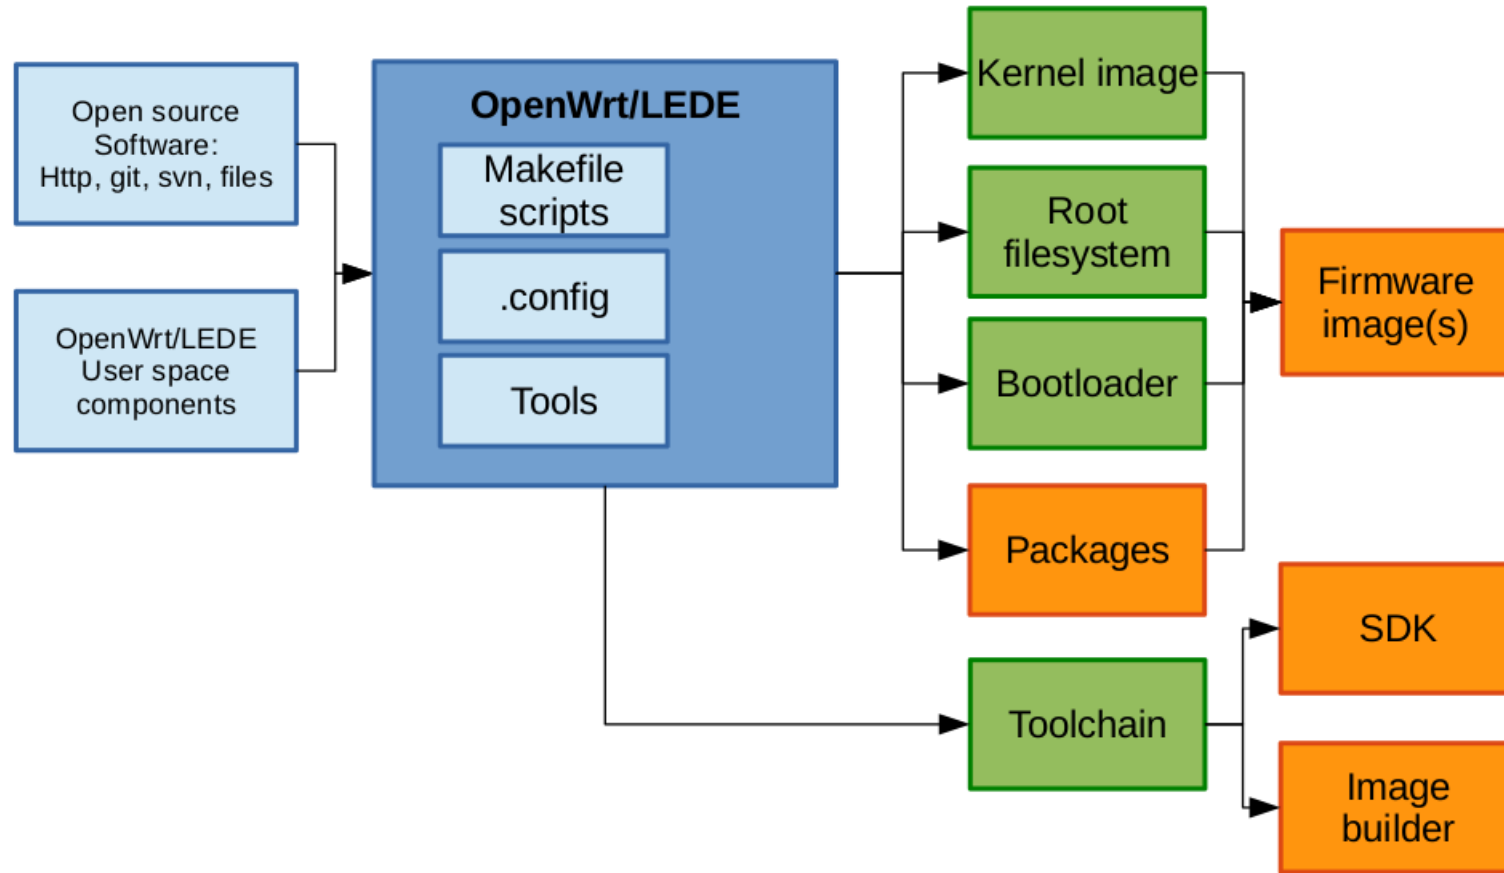 Open source
Software:
Http, git, svn, files
OpenWrt/LEDE
User space
components
OpenWrt/LEDE
Makefile
scripts
.config
Tools
Kernel image
Root
filesystem
Bootloader
Packages
Toolchain
Firmware
image(s)
SDK
Image
builder